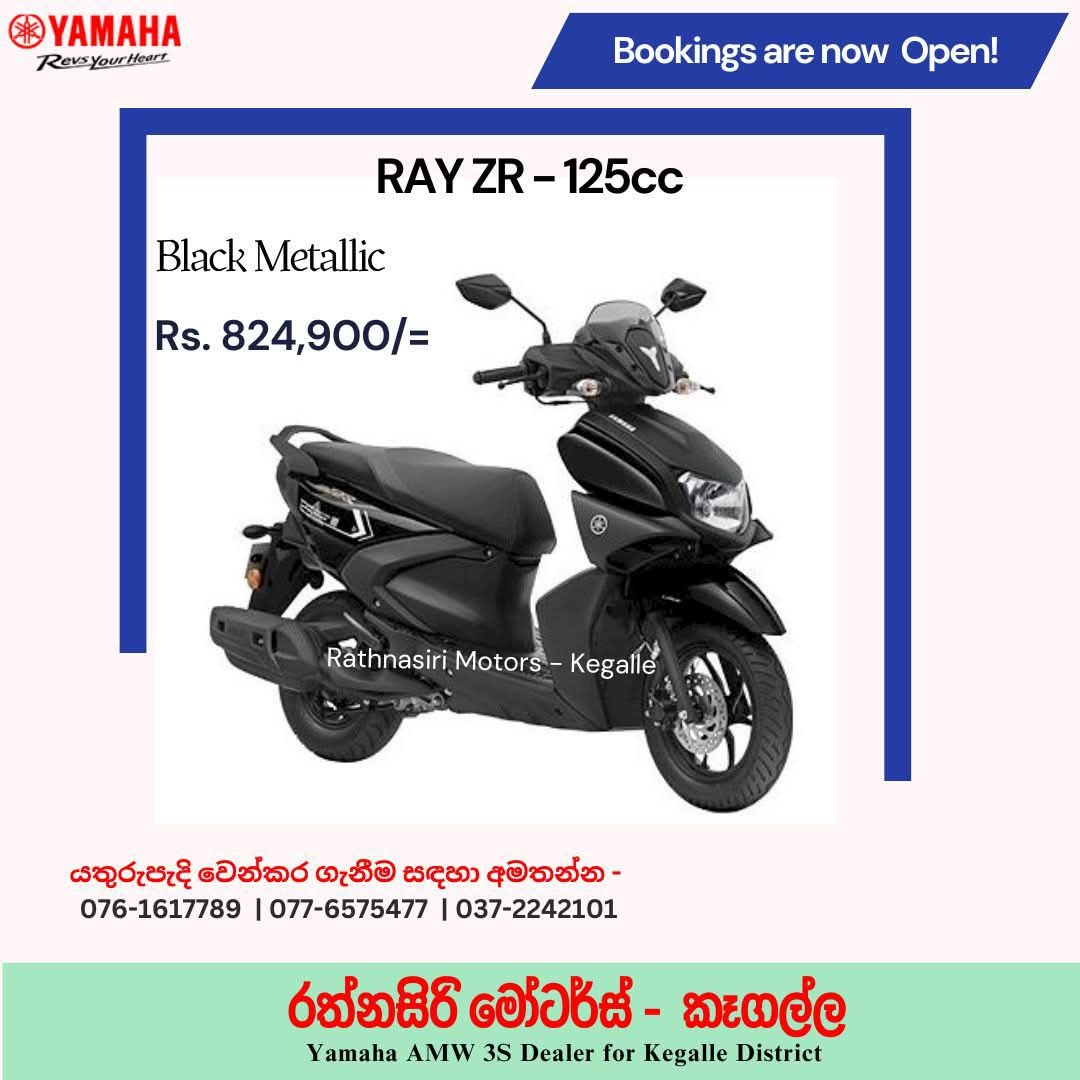 YAMAHA
Revs Your Heart
Bookings are now Open!
RAY ZR – 125cc
Black Metallic
Rs. 824,900/=
YAMAHA
Rathnasiri Motors - Kegalle
යතුරුපැදි වෙන්කර ගැනීම සඳහා අමතන්න -
076-1617789 | 077-6575477 | 037-2242101
රත්නසිරි මෝටර්ස් - කෑගල්ල
Yamaha AMW 3S Dealer for Kegalle District